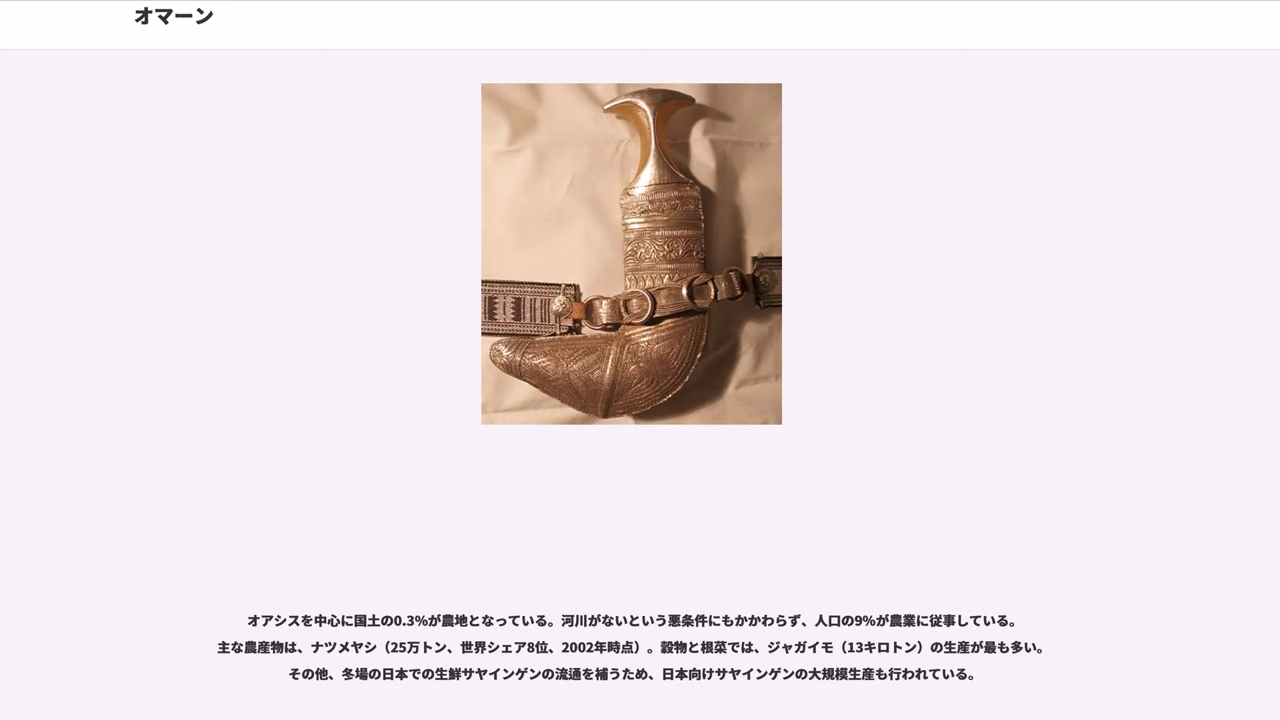 オマーン
オアシスを中心に国土の0.3%が農地となっている。河川がないという悪条件にもかかわらず、人口の9%が農業に従事している。
主な農産物は、ナツメヤシ（25万トン、世界シェア8位、2002年時点）。穀物と根菜では、ジャガイモ（13キロトン）の生産が最も多い。
その他、冬場の日本での生鮮サヤインゲンの流通を補うため、日本向けサヤインゲンの大規模生産も行われている。